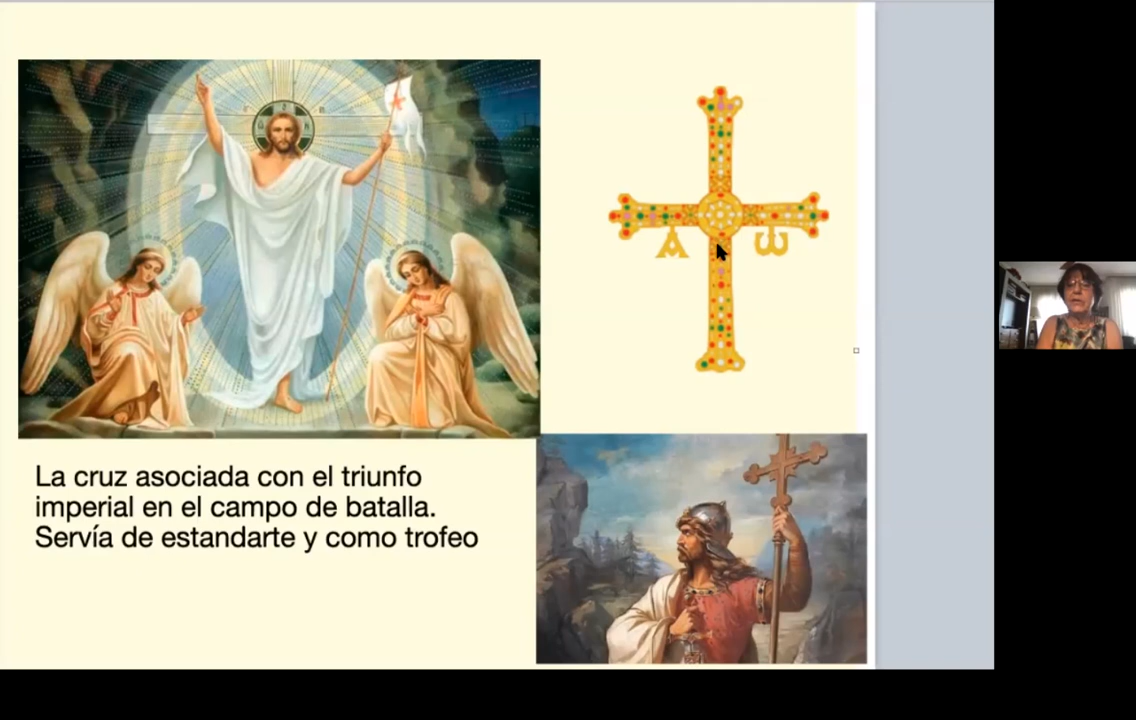 Α ω
La cruz asociada con el triunfo
imperial en el campo de batalla.
Servía de estandarte y como trofeo